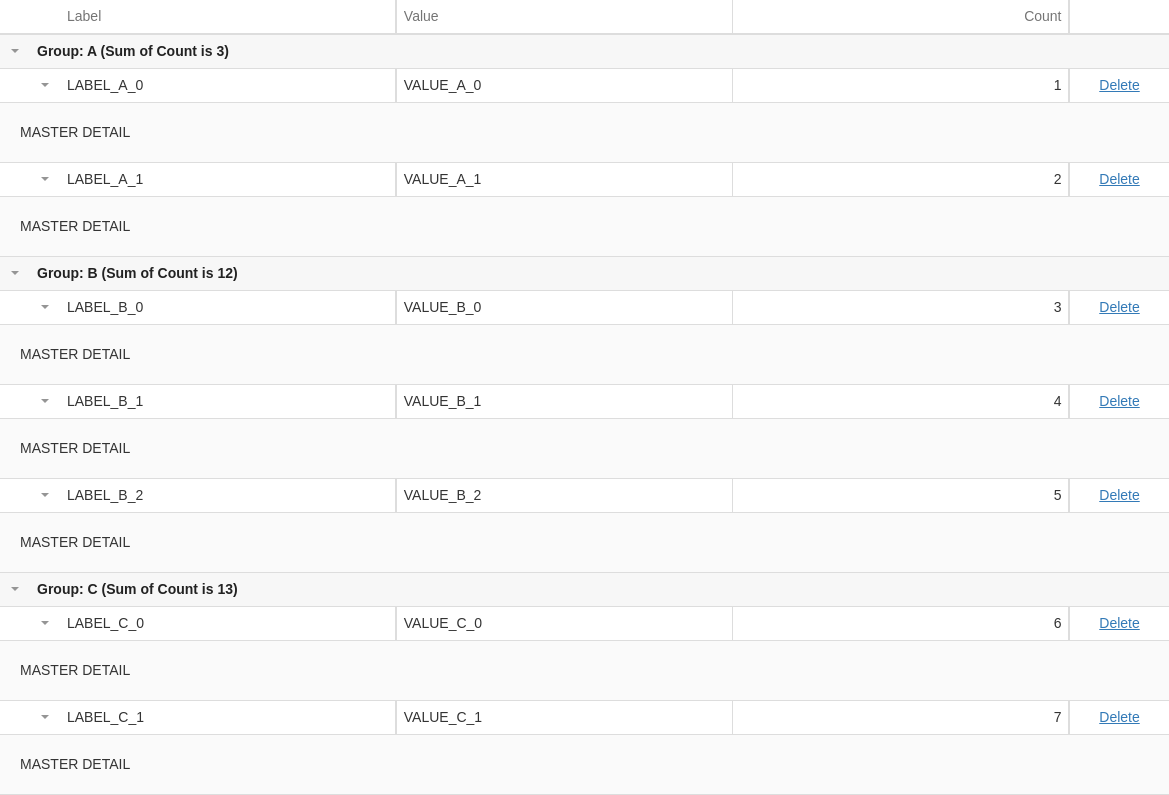 Label Value Count
Group: A (Sum of Count is 3)
LABEL_A_0 VALUE_A_0 1 Delete
MASTER DETAIL
LABEL_A_1 VALUE_A_1 2 Delete
MASTER DETAIL
Group: B (Sum of Count is 12)
LABEL_B_0 VALUE_B_0 3 Delete
MASTER DETAIL
LABEL_B_1 VALUE_B_1 4 Delete
MASTER DETAIL
LABEL_B_2 VALUE_B_2 5 Delete
MASTER DETAIL
Group: C (Sum of Count is 13)
LABEL_C_0 VALUE_C_0 6 Delete
MASTER DETAIL
LABEL_C_1 VALUE_C_1 7 Delete
MASTER DETAIL